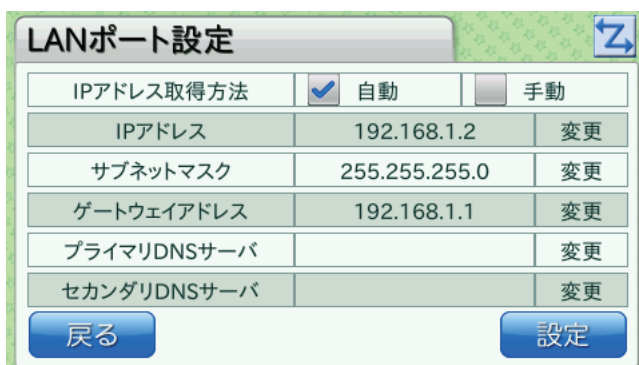 LANポート設定
Z
IPアドレス取得方法 自動 手動
IPアドレス 192.168.1.2 変更
サブネットマスク 255.255.255.0 変更
ゲートウェイアドレス 192.168.1.1 変更
プライマリDNSサーバ 変更
セカンダリDNSサーバ 変更
戻る 設定